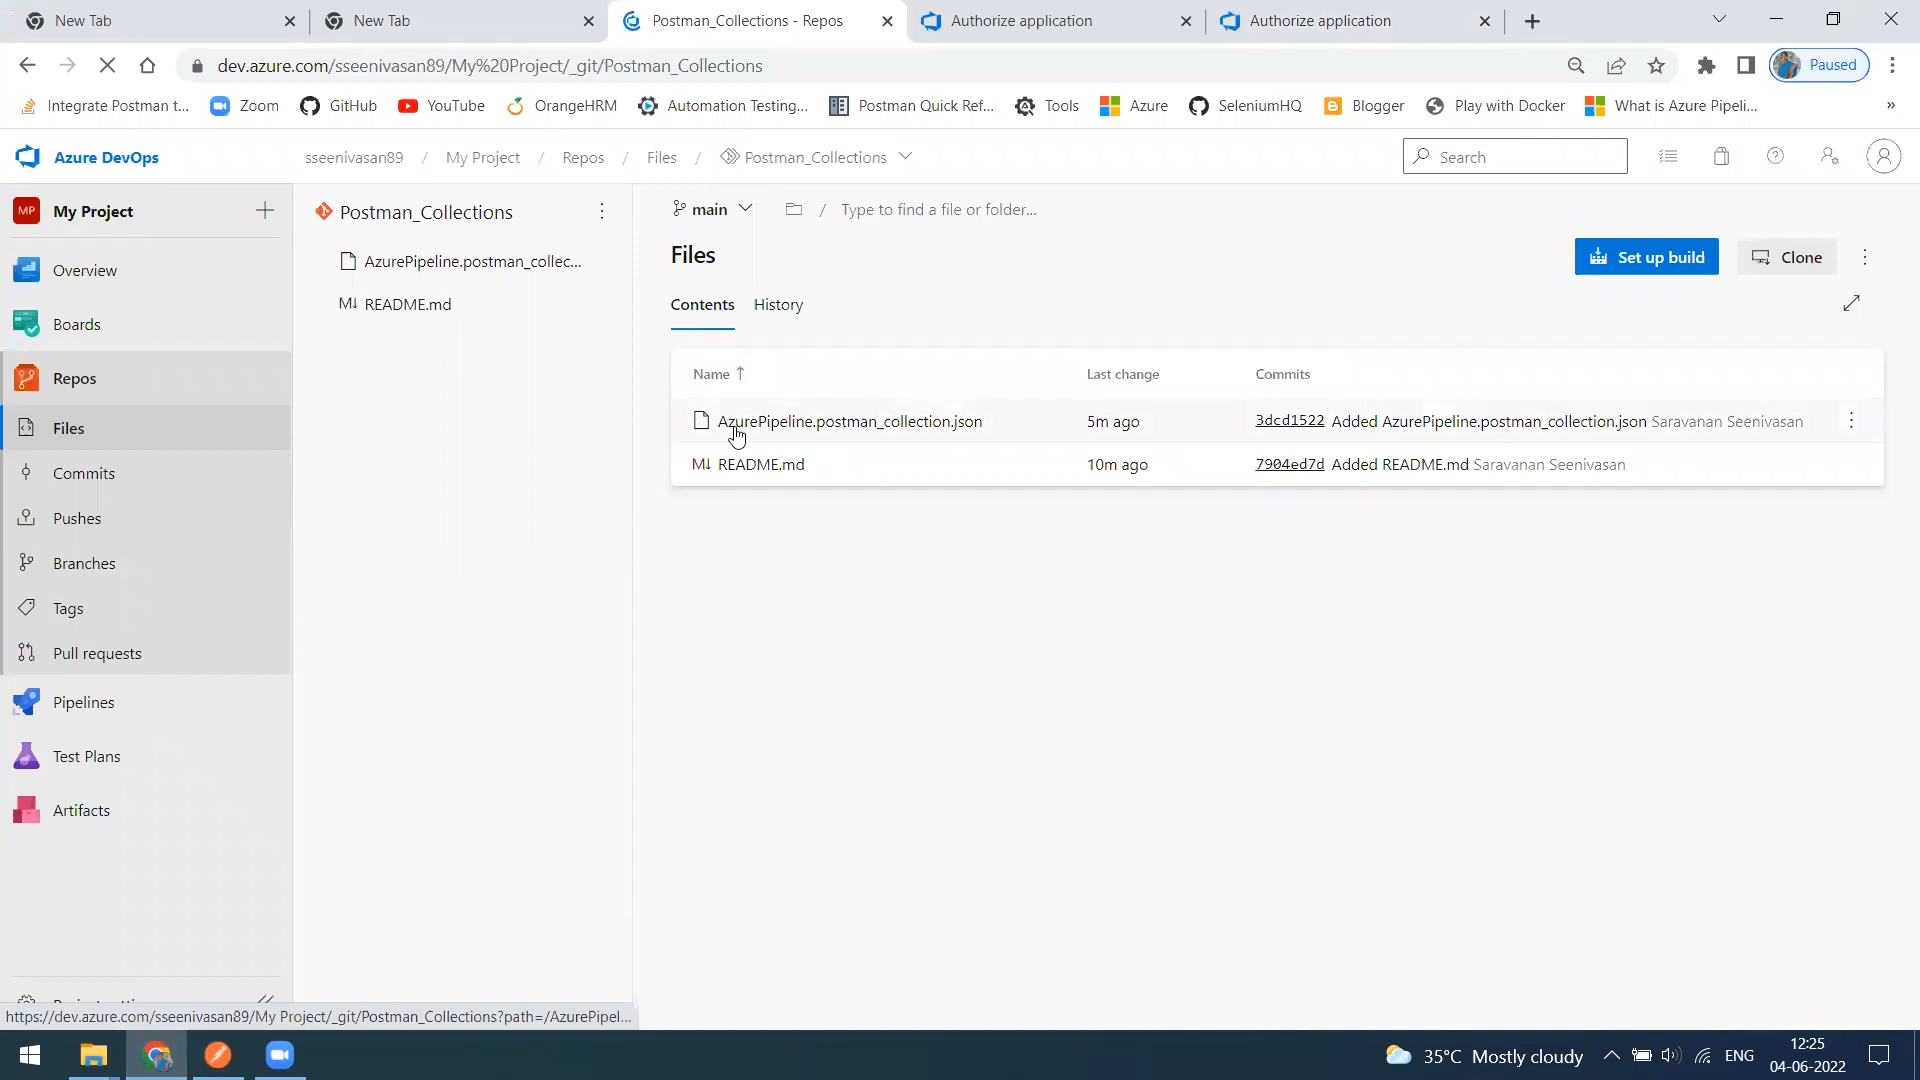 New Tab
New Tab
Postman_Collections - Repos
Authorize application
Authorize application
dev.azure.com/sseenivasan89/My%20Project/_git/Postman_Collections
Paused
Integrate Postman t...
Zoom
GitHub
YouTube
OrangeHRM
Automation Testing...
Postman Quick Ref...
Tools
Azure
SeleniumHQ
Blogger
Play with Docker
What is Azure Pipeli...
»
Azure DevOps
sseenivasan89 / My Project / Repos / Files / Postman_Collections
Search
MP My Project
Overview
Boards
Repos
Files
Commits
Pushes
Branches
Tags
Pull requests
Pipelines
Test Plans
Artifacts
Postman_Collections
AzurePipeline.postman_collec...
M↓ README.md
main
/ Type to find a file or folder...
Files
Set up build
Clone
Contents
History
Name ↑
Last change
Commits
AzurePipeline.postman_collection.json
5m ago
3dcd1522 Added AzurePipeline.postman_collection.json Saravanan Seenivasan
M↓ README.md
10m ago
7904ed7d Added README.md Saravanan Seenivasan
https://dev.azure.com/sseenivasan89/My Project/_git/Postman_Collections?path=/AzurePipel...
35°C Mostly cloudy
ENG
12:25
04-06-2022